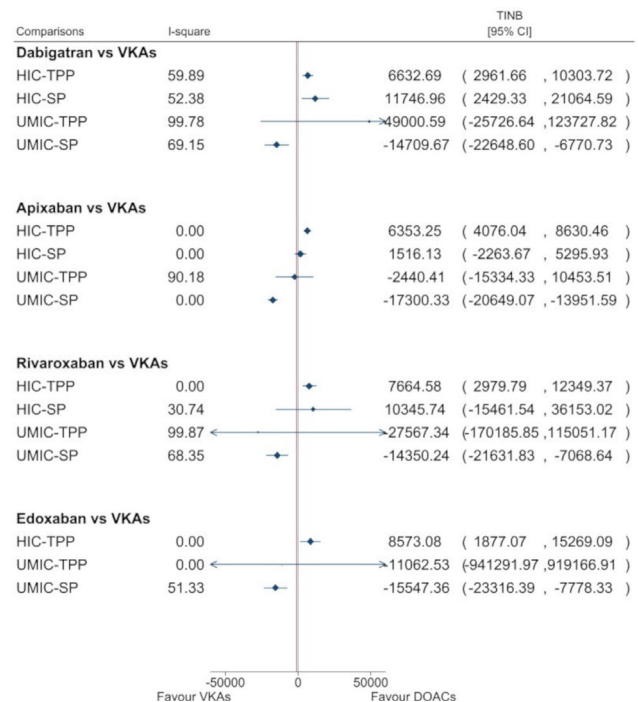 TINB
Comparisons I-square [95% CI]
Dabigatran vs VKAs
HIC-TPP 59.89 6632.69 ( 2961.66 , 10303.72 )
HIC-SP 52.38 11746.96 ( 2429.33 , 21064.59 )
UMIC-TPP 99.78 49000.59 (-25726.64 ,123727.82 )
UMIC-SP 69.15 -14709.67 (-22648.60 , -6770.73 )
Apixaban vs VKAs
HIC-TPP 0.00 6353.25 ( 4076.04 , 8630.46 )
HIC-SP 0.00 1516.13 ( -2263.67 , 5295.93 )
UMIC-TPP 90.18 -2440.41 (-15334.33 , 10453.51 )
UMIC-SP 0.00 -17300.33 (-20649.07 , -13951.59 )
Rivaroxaban vs VKAs
HIC-TPP 0.00 7664.58 ( 2979.79 , 12349.37 )
HIC-SP 30.74 10345.74 (-15461.54 , 36153.02 )
UMIC-TPP 99.87 -27567.34 (-170185.85 ,115051.17 )
UMIC-SP 68.35 -14350.24 (-21631.83 , -7068.64 )
Edoxaban vs VKAs
HIC-TPP 0.00 8573.08 ( 1877.07 , 15269.09 )
UMIC-TPP 0.00 -11062.53 (-941291.97 ,919166.91 )
UMIC-SP 51.33 -15547.36 (-23316.39 , -7778.33 )
-50000 0 50000
Favour VKAs Favour DOACs